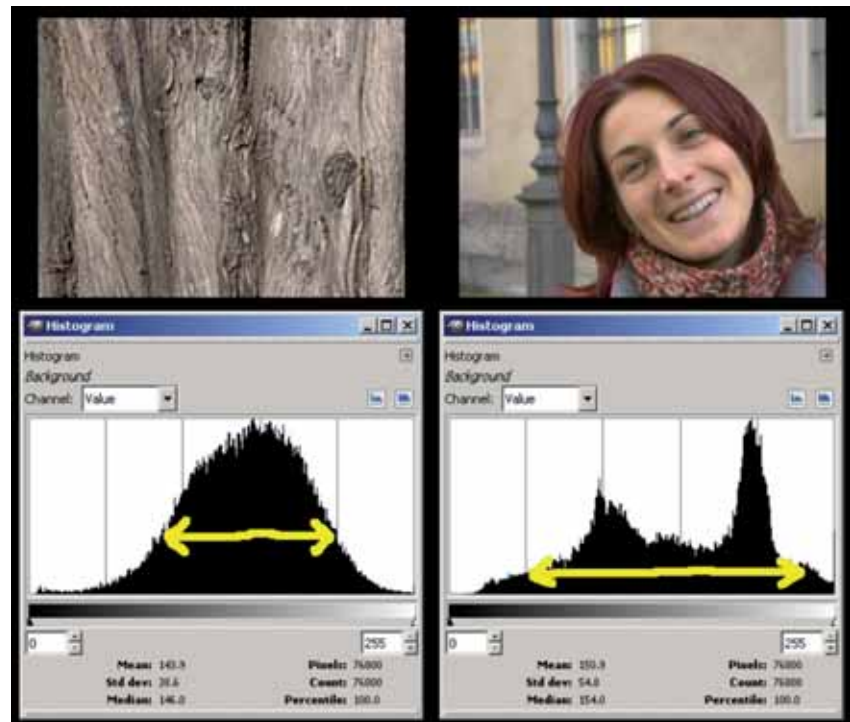 Histogram
Histogram
Background
Channel: Value
0 255
Mean: 143.9 Pixels: 76800
Std dev: Count: 76800
Median: 146.0 Percentile: 100.0
Histogram
Histogram
Background
Channel: Value
0 255
Mean: 150.9 Pixels: 76800
Std dev: 54.0 Count: 76800
Median: 154.0 Percentile: 100.0